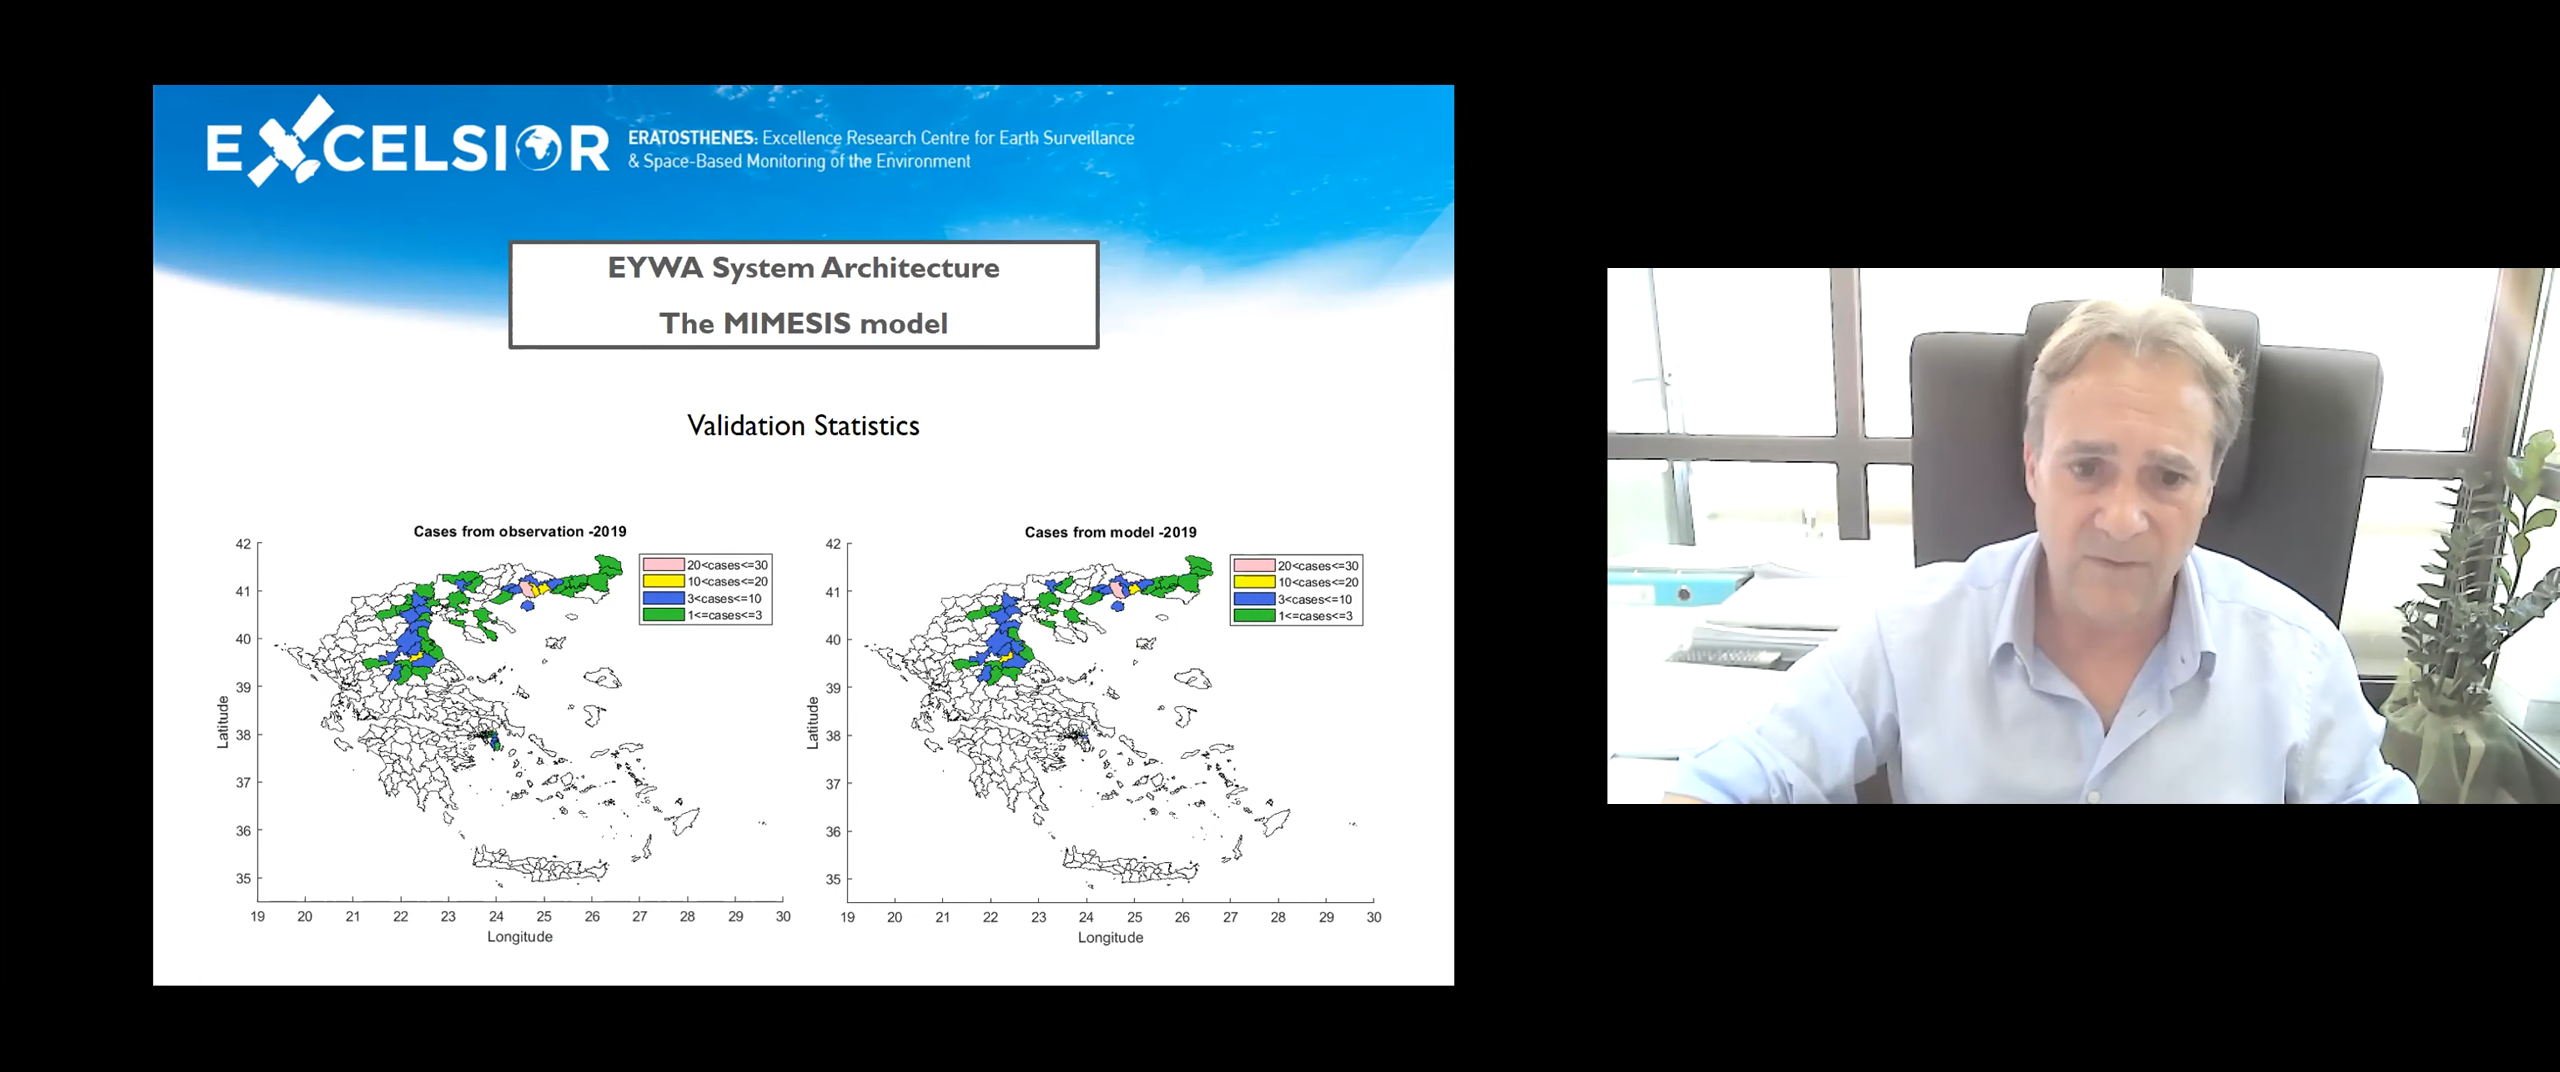 EXCELSIOR
ERATOSTHENES: Excellence Research Centre for Earth Surveillance
& Space-Based Monitoring of the Environment
EYWA System Architecture
The MIMESIS model
Validation Statistics
Cases from observation -2019
20<cases<=30
10<cases<=20
3<cases<=10
1<=cases<=3
42
41
40
39
38
37
36
35
Latitude
19 20 21 22 23 24 25 26 27 28 29 30
Longitude
Cases from model -2019
20<cases<=30
10<cases<=20
3<cases<=10
1<=cases<=3
42
41
40
39
38
37
36
35
Latitude
19 20 21 22 23 24 25 26 27 28 29 30
Longitude